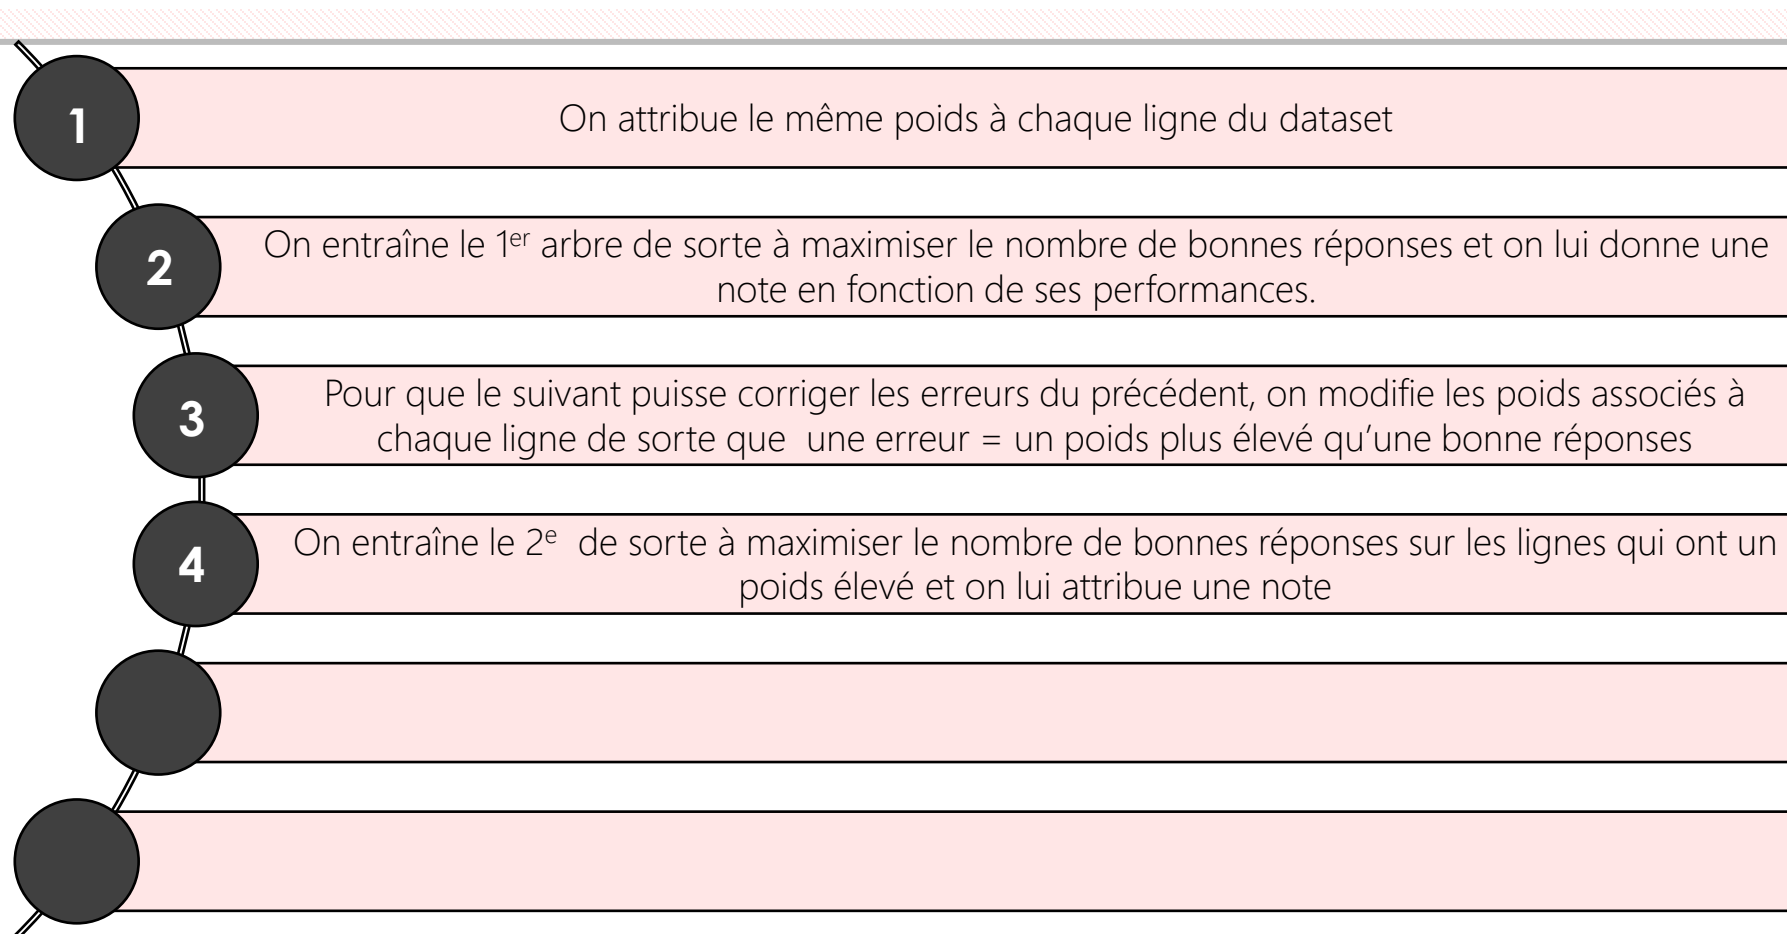 1
On attribue le même poids à chaque ligne du dataset
2
On entraîne le 1er arbre de sorte à maximiser le nombre de bonnes réponses et on lui donne une
note en fonction de ses performances.
3
Pour que le suivant puisse corriger les erreurs du précédent, on modifie les poids associés à
chaque ligne de sorte que  une erreur = un poids plus élevé qu’une bonne réponses
4
On entraîne le 2e  de sorte à maximiser le nombre de bonnes réponses sur les lignes qui ont un
poids élevé et on lui attribue une note